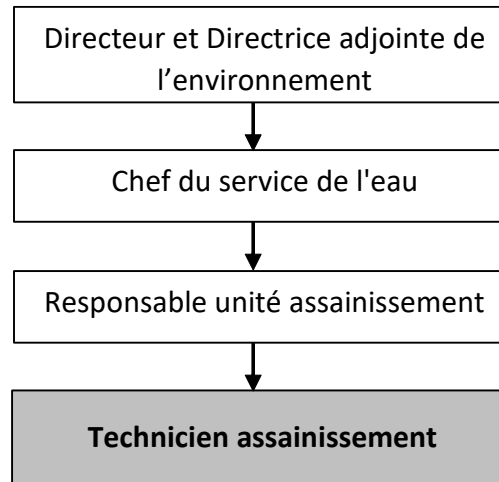 Directeur et Directrice adjointe de
l’environnement
Chef du service de l'eau
Responsable unité assainissement
Technicien assainissement